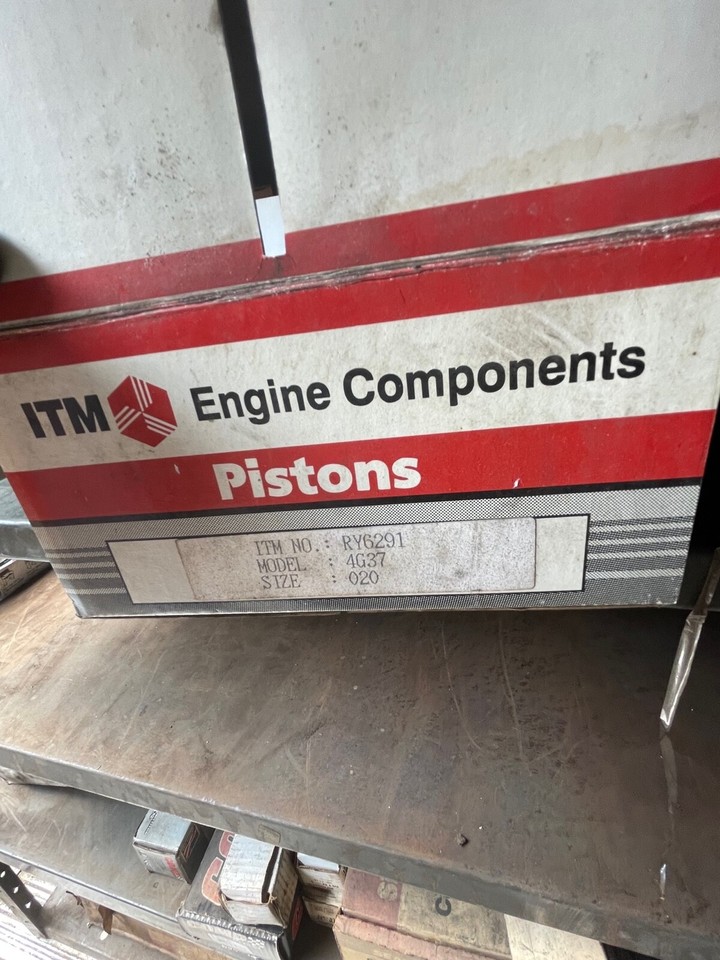 ITM Engine Components
Pistons
ITM NO.: RY6291
MODEL : 4G37
SIZE : 020